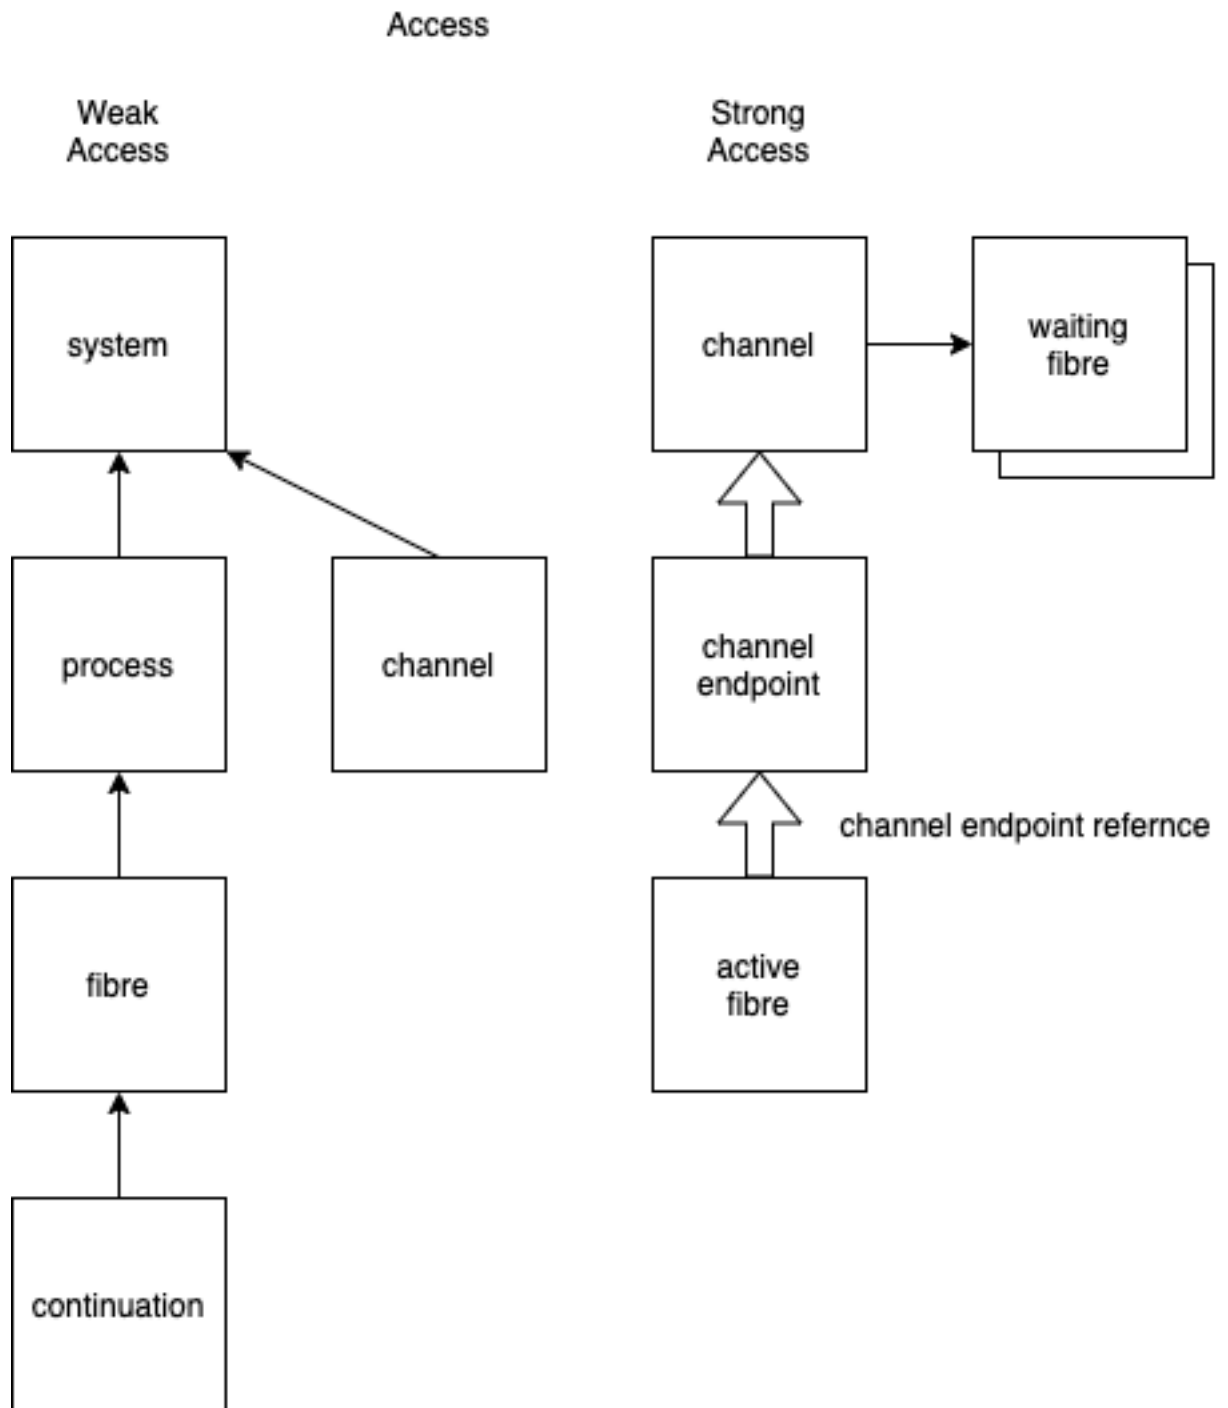 Access
Weak
Access
Strong
Access
system
channel
waiting
fibre
process
channel
channel
endpoint
channel endpoint refernce
fibre
active
fibre
continuation